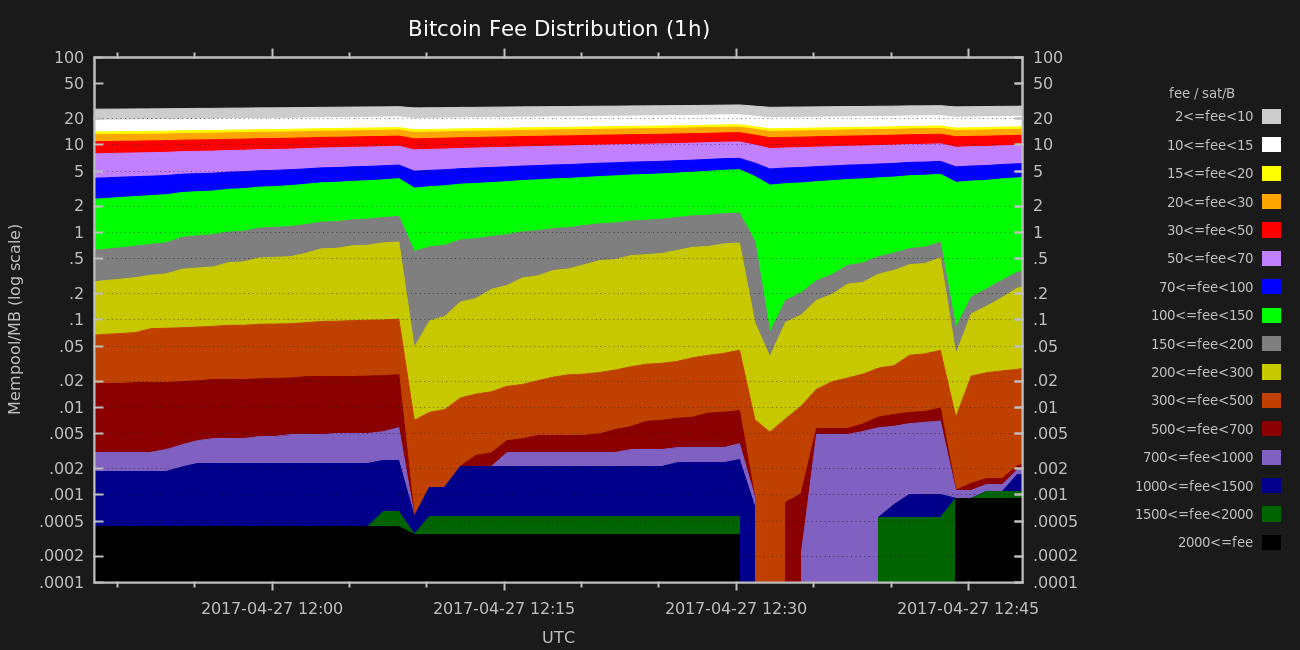 Bitcoin Fee Distribution (1h)
100
50
20
10
5
2
1
.5
.2
.1
.05
.02
.01
.005
.002
.001
.0005
.0002
.0001
Mempool/MB (log scale)
100
50
20
10
5
2
1
.5
.2
.1
.05
.02
.01
.005
.002
.001
.0005
.0002
.0001
2017-04-27 12:00 2017-04-27 12:15 2017-04-27 12:30 2017-04-27 12:45
UTC
fee / sat/B
2<=fee<10
10<=fee<15
15<=fee<20
20<=fee<30
30<=fee<50
50<=fee<70
70<=fee<100
100<=fee<150
150<=fee<200
200<=fee<300
300<=fee<500
500<=fee<700
700<=fee<1000
1000<=fee<1500
1500<=fee<2000
2000<=fee